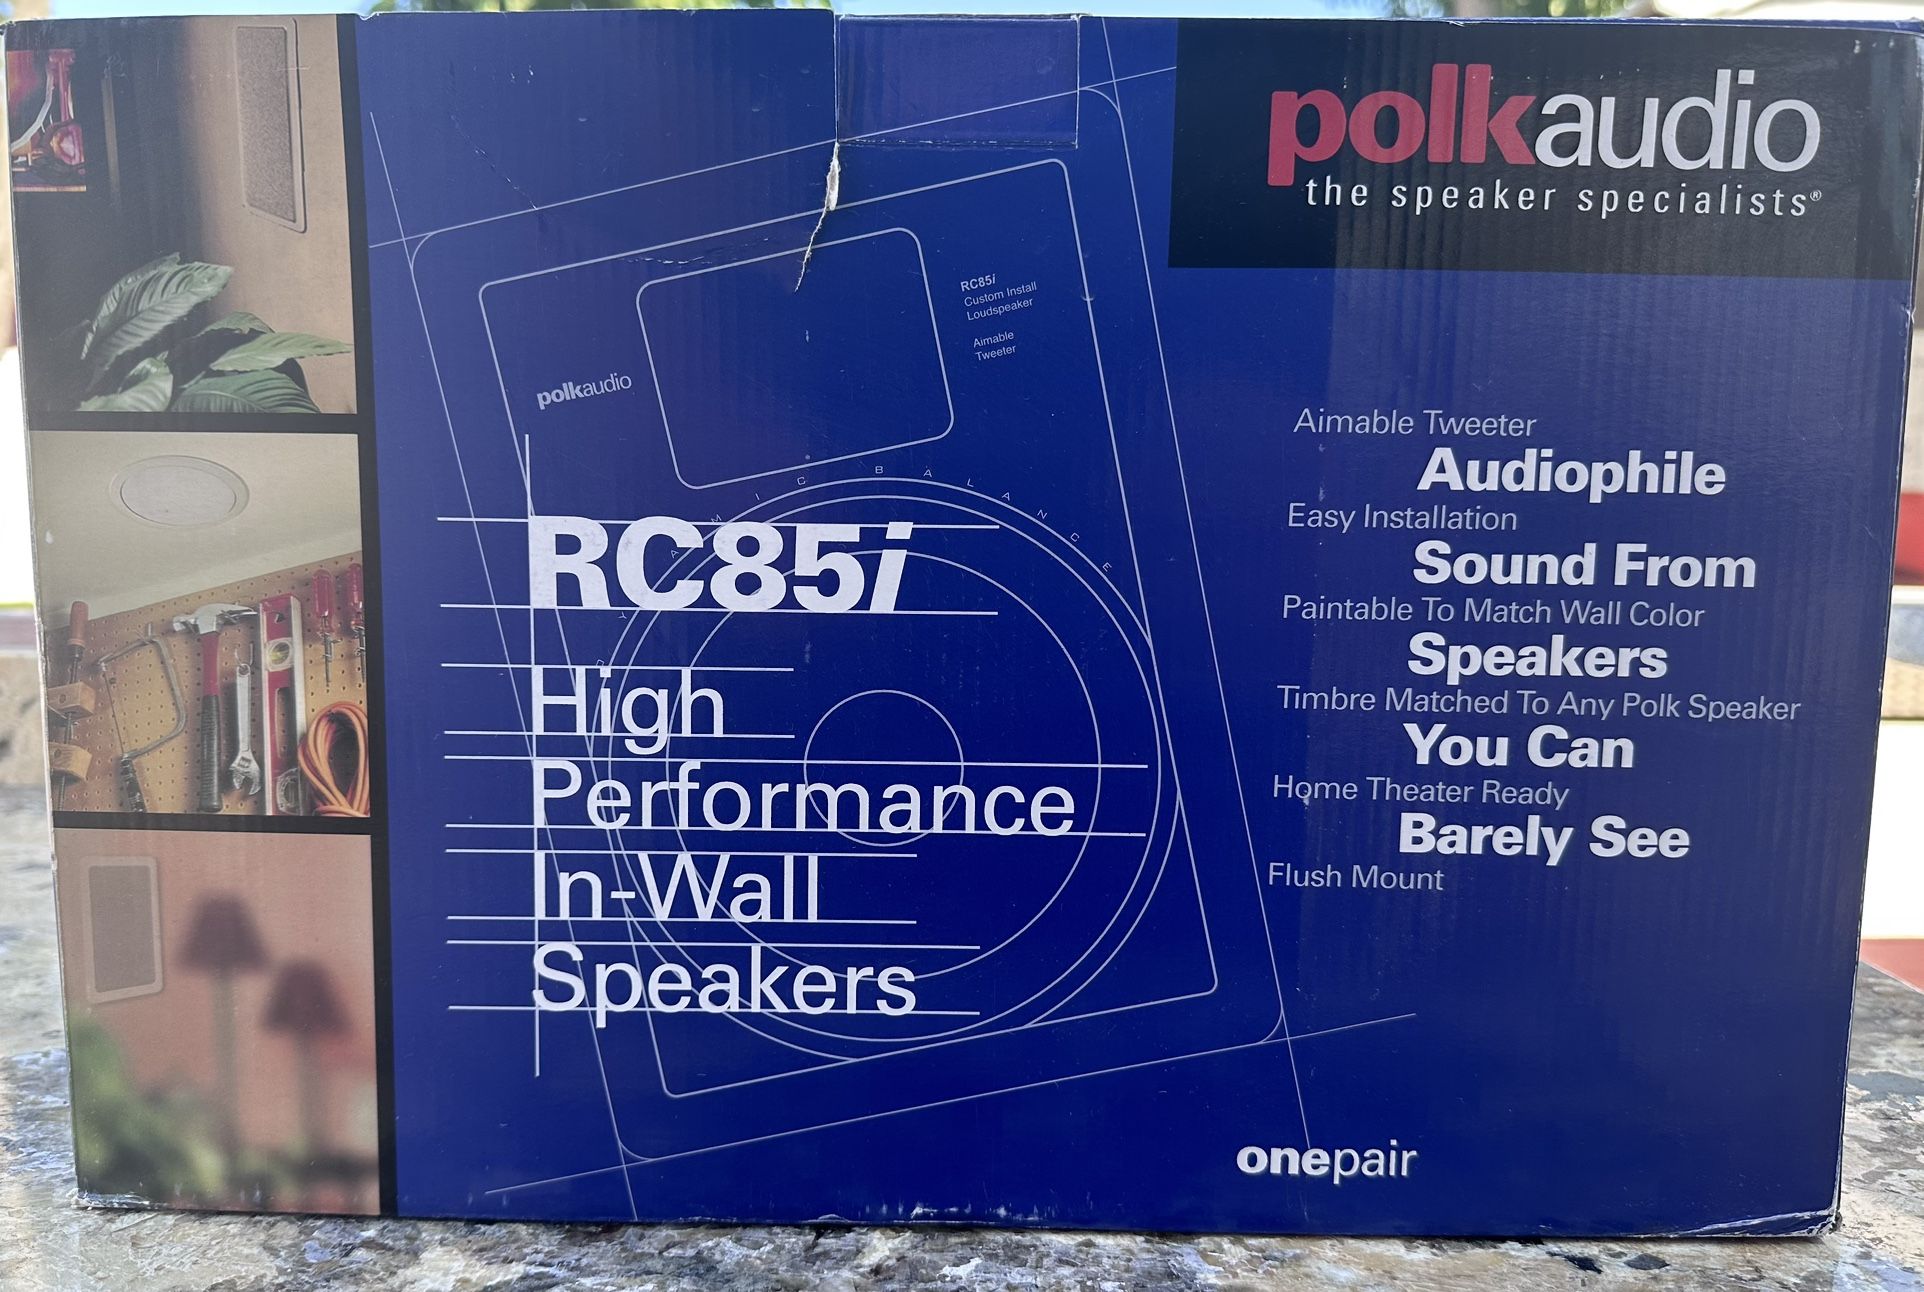 polkaudio
the speaker specialists®
RC85i
Custom Install
Loudspeaker
Aimable
Tweeter
polkaudio
DYNAMIC BALANCE
RC85i
High
Performance
In-Wall
Speakers
Aimable Tweeter
Audiophile
Easy Installation
Sound From
Paintable To Match Wall Color
Speakers
Timbre Matched To Any Polk Speaker
You Can
Home Theater Ready
Barely See
Flush Mount
onepair